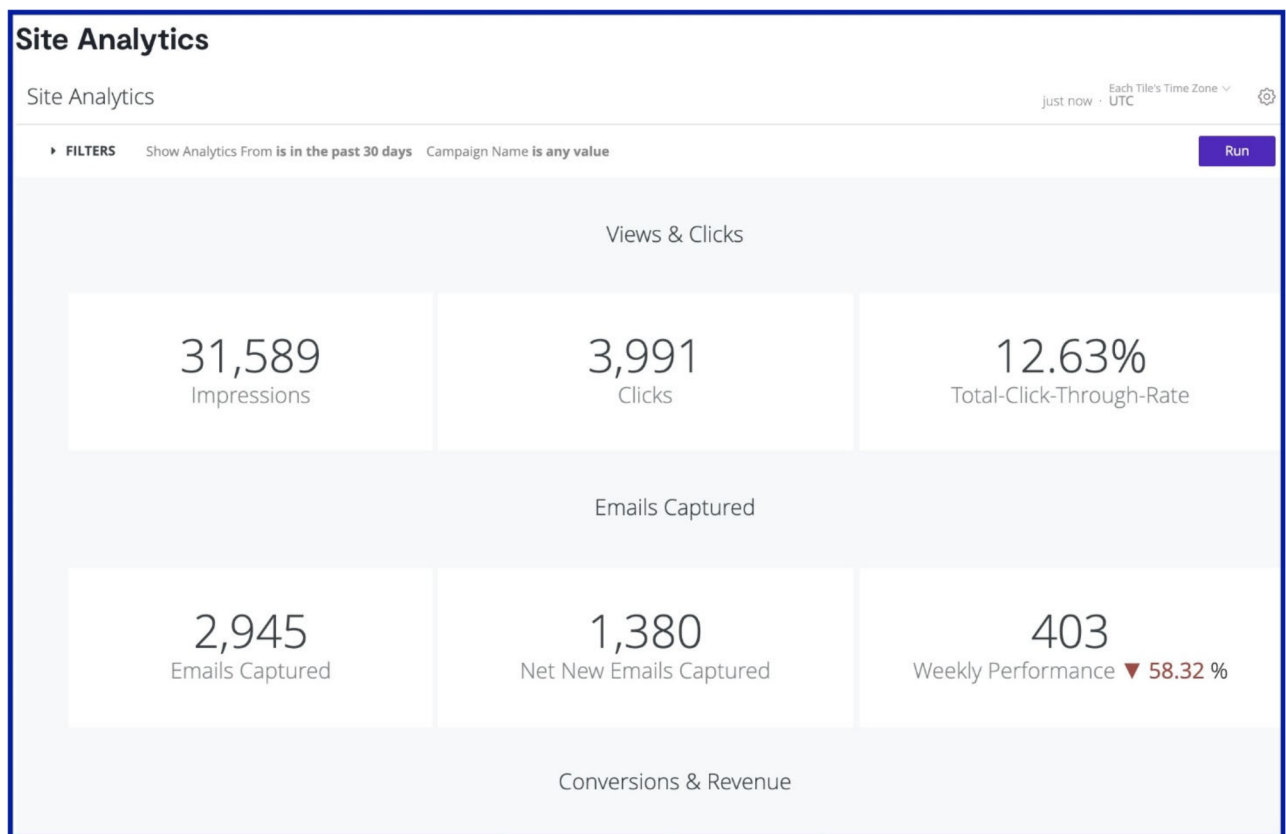 Site Analytics
Site Analytics
Each Tile's Time Zone
just now · UTC
FILTERS Show Analytics From is in the past 30 days Campaign Name is any value
Run
Views & Clicks
31,589
Impressions
3,991
Clicks
12.63%
Total-Click-Through-Rate
Emails Captured
2,945
Emails Captured
1,380
Net New Emails Captured
403
Weekly Performance ▼ 58.32 %
Conversions & Revenue